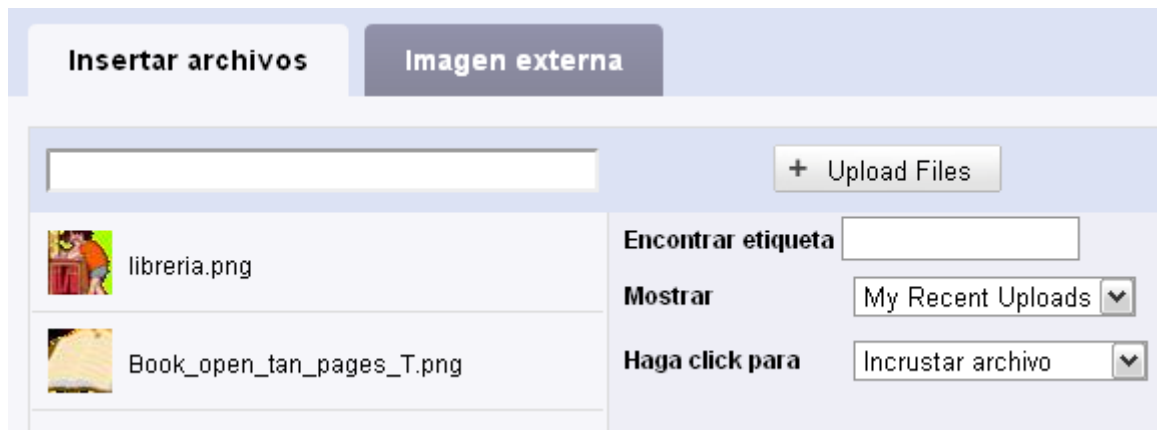 Insertar archivos
Imagen externa
+ Upload Files
libreria.png
Book_open_tan_pages_T.png
Encontrar etiqueta
Mostrar My Recent Uploads
Haga click para Incrustar archivo